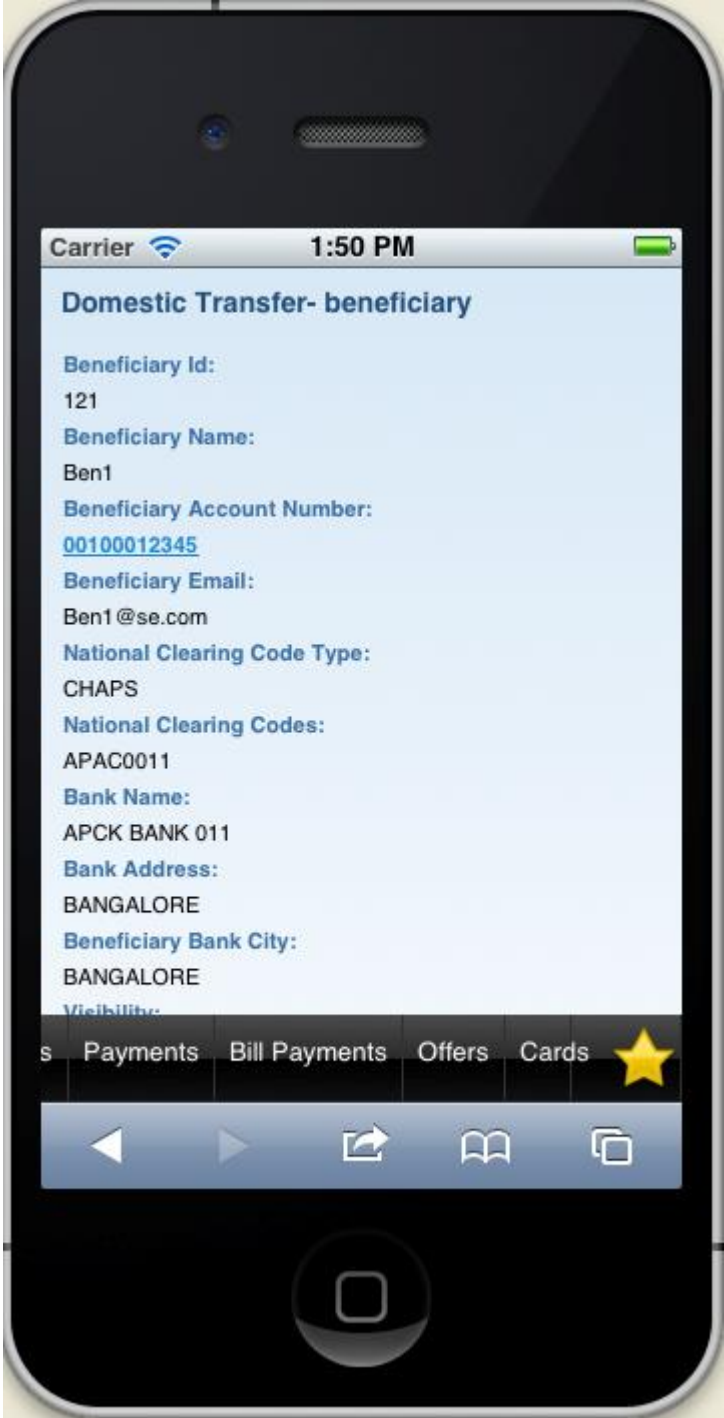 Carrier 1:50 PM
Domestic Transfer- beneficiary
Beneficiary Id:
121
Beneficiary Name:
Ben1
Beneficiary Account Number:
00100012345
Beneficiary Email:
Ben1@se.com
National Clearing Code Type:
CHAPS
National Clearing Codes:
APAC0011
Bank Name:
APCK BANK 011
Bank Address:
BANGALORE
Beneficiary Bank City:
BANGALORE
Visibility:
s Payments Bill Payments Offers Cards